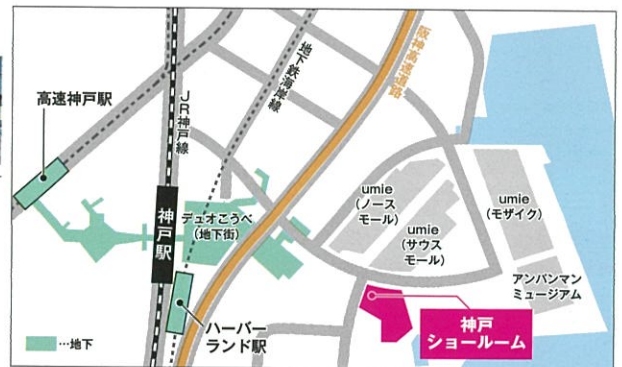 高速神戸駅
JR神戸線
地下鉄海岸線
阪神高速道路
神戸駅
デュオこうべ
(地下街)
ハーバー
ランド駅
umie
(ノース
モール)
umie
(サウス
モール)
umie
(モザイク)
アンパンマン
ミュージアム
神戸
ショールーム
…地下